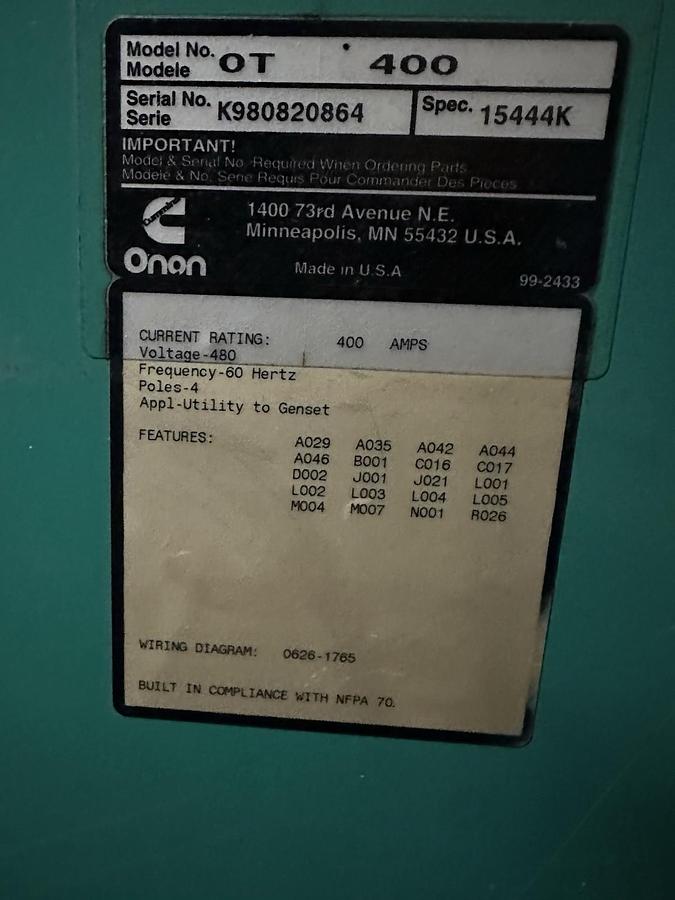 Model No. OT 400
Modele
Serial No. K980820864
Serie
Spec. 15444K
IMPORTANT!
Model & Serial No. Required When Ordering Parts
Modele & No. Serie Requis Pour Commander Des Pieces
Cummins
Onan
1400 73rd Avenue N.E.
Minneapolis, MN 55432 U.S.A.
Made in U.S.A
99-2433
CURRENT RATING: 400 AMPS
Voltage-480
Frequency-60 Hertz
Poles-4
Appl-Utility to Genset
FEATURES: A029 A035 A042 A044
A046 B001 C016 C017
D002 J001 J021 L001
L002 L003 L004 L005
M004 M007 N001 R026
WIRING DIAGRAM: 0626-1765
BUILT IN COMPLIANCE WITH NFPA 70.